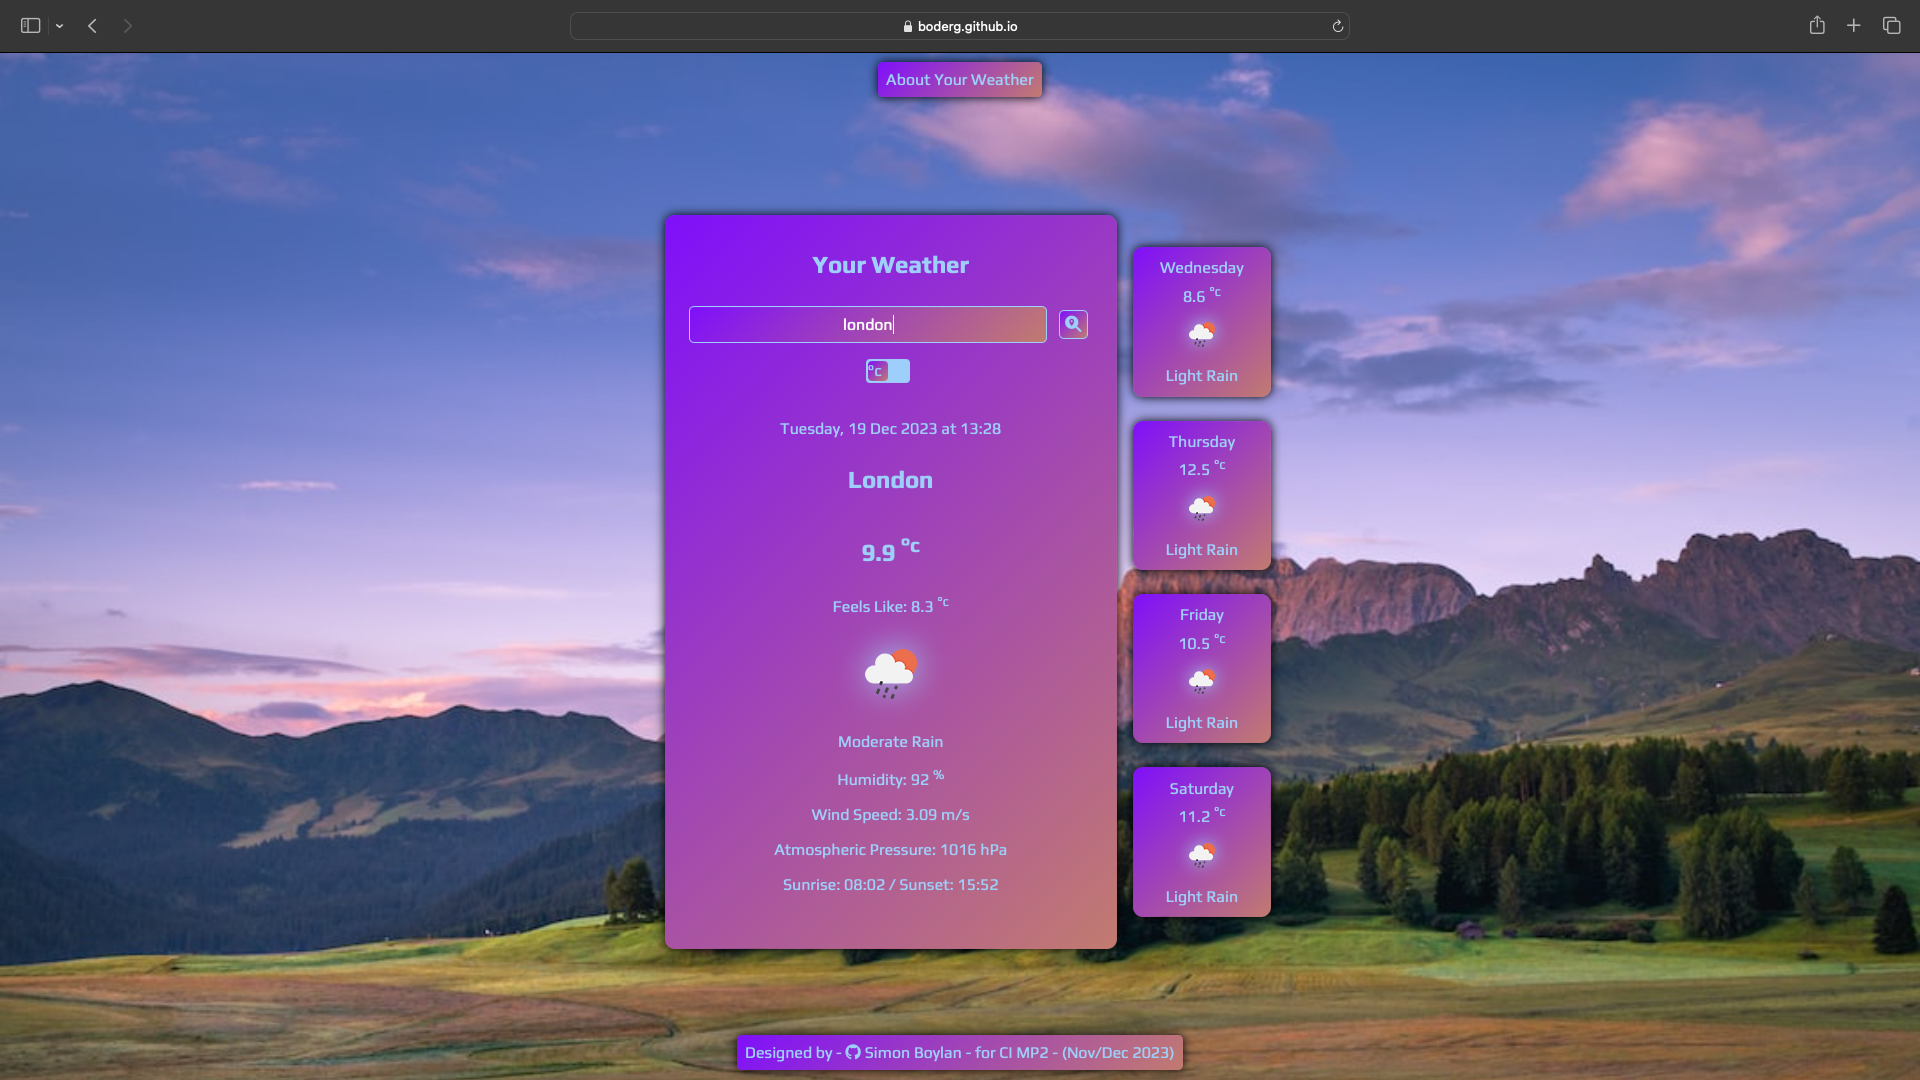 boderg.github.io
About Your Weather
Your Weather
london
°c
Tuesday, 19 Dec 2023 at 13:28
London
9.9 °c
Feels Like: 8.3 °c
Moderate Rain
Humidity: 92 %
Wind Speed: 3.09 m/s
Atmospheric Pressure: 1016 hPa
Sunrise: 08:02 / Sunset: 15:52
Wednesday
8.6 °c
Light Rain
Thursday
12.5 °c
Light Rain
Friday
10.5 °c
Light Rain
Saturday
11.2 °c
Light Rain
Designed by - Simon Boylan - for CI MP2 - (Nov/Dec 2023)